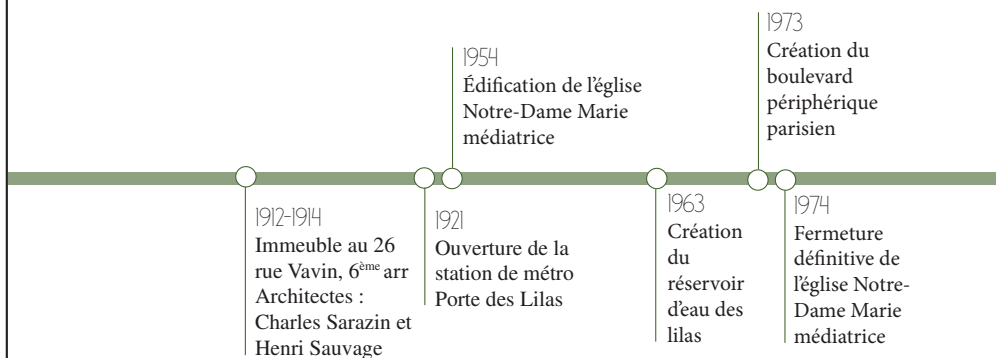 1912-1914
Immeuble au 26
rue Vavin, 6ème arr
Architectes :
Charles Sarazin et
Henri Sauvage
1921
Ouverture de la
station de métro
Porte des Lilas
1954
Édification de l'église
Notre-Dame Marie
médiatrice
1963
Création
du
réservoir
d'eau des
lilas
1973
Création du
boulevard
périphérique
parisien
1974
Fermeture
définitive de
l'église Notre-
Dame Marie
médiatrice